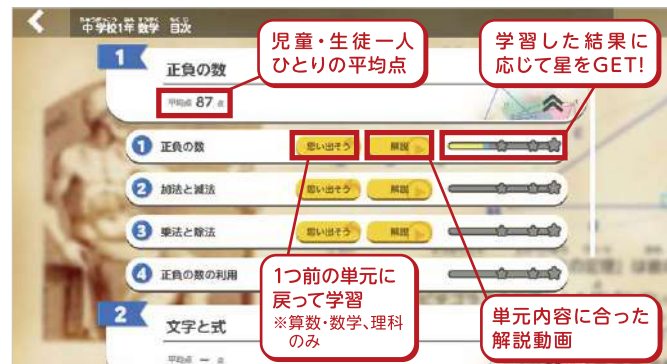 中学校1年 数学 目次
児童・生徒一人
ひとりの平均点
学習した結果に
応じて星をGET!
1
正負の数
平均点 87 点
1 正負の数 思い出そう 解説
2 加法と減法 思い出そう 解説
3 乗法と除法 思い出そう 解説
4 正負の数の利用
1つ前の単元に
戻って学習
※算数・数学、理科
のみ
単元内容に合った
解説動画
2
文字と式
平均点 ー 点